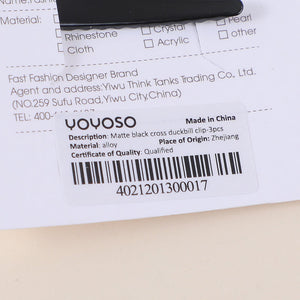 Material:
Crystal
Pearl
Rhinestone
Acrylic
other
Cloth
Fast Fashion Designer Brand
Agent and address: Yiwu Think Tanks Trading Co., Ltd
(NO.259 Sufu Road, Yiwu City, China)
TEL: 400-
YOYOSO
Made in China
Description: Matte black cross duckbill clip-3pcs
Material: alloy
Place of Origin: Zhejiang
Certificate of Quality: Qualified
4021201300017